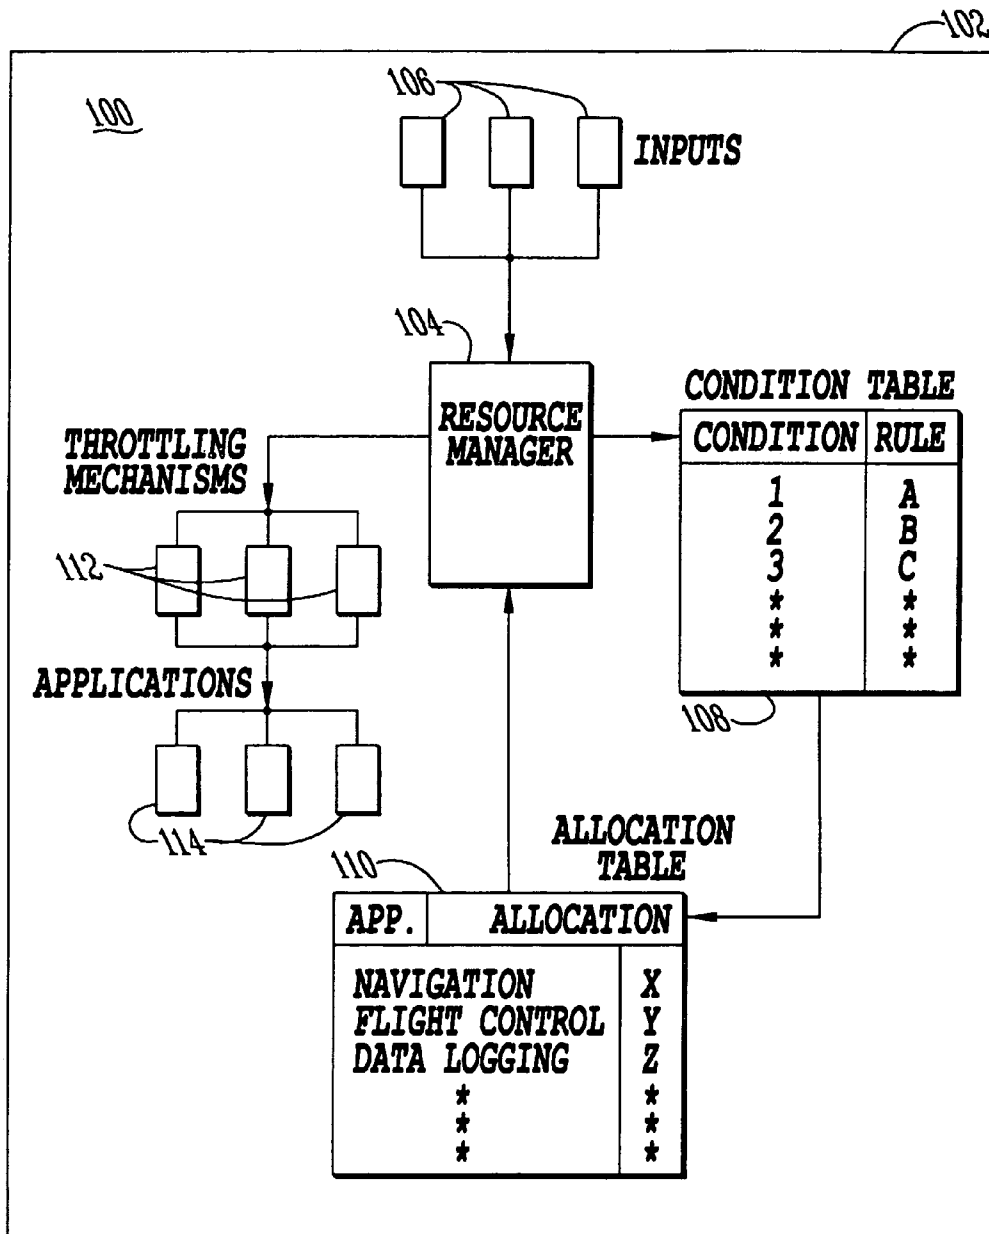 102
100
106
INPUTS
104
RESOURCE
MANAGER
CONDITION TABLE
CONDITION RULE
1 A
2 B
3 C
* *
* *
* *
108
THROTTLING
MECHANISMS
112
APPLICATIONS
114
ALLOCATION
TABLE
110
APP. ALLOCATION
NAVIGATION X
FLIGHT CONTROL Y
DATA LOGGING Z
* *
* *
* *